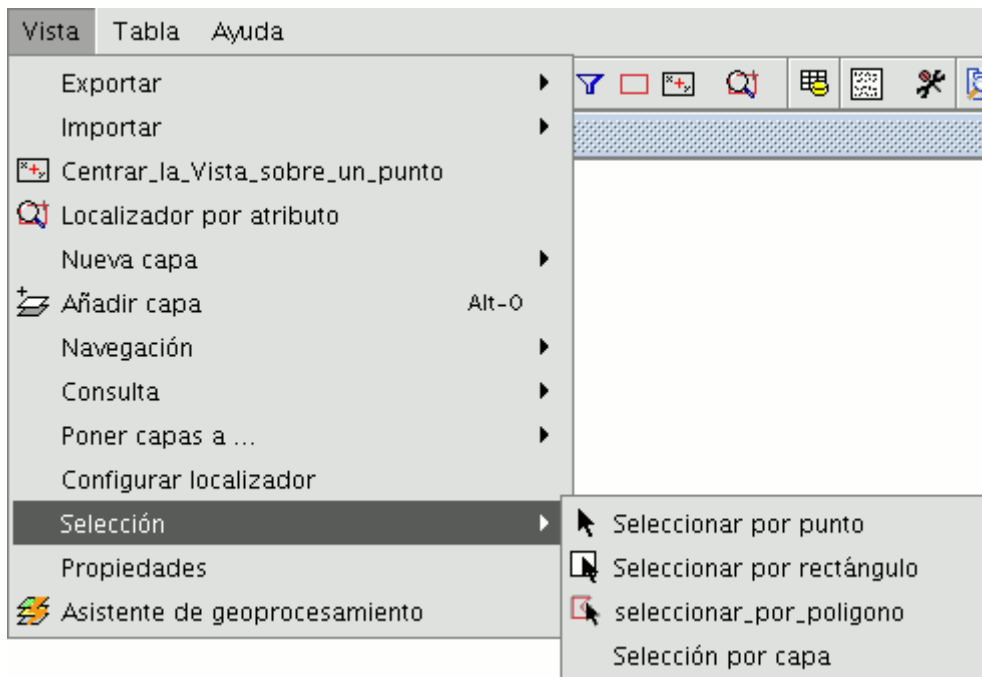 Vista Tabla Ayuda
Exportar
Importar
Centrar_la_Vista_sobre_un_punto
Localizador por atributo
Nueva capa
Añadir capa Alt-O
Navegación
Consulta
Poner capas a ...
Configurar localizador
Selección
Propiedades
Asistente de geoprocesamiento
Seleccionar por punto
Seleccionar por rectángulo
seleccionar_por_poligono
Selección por capa